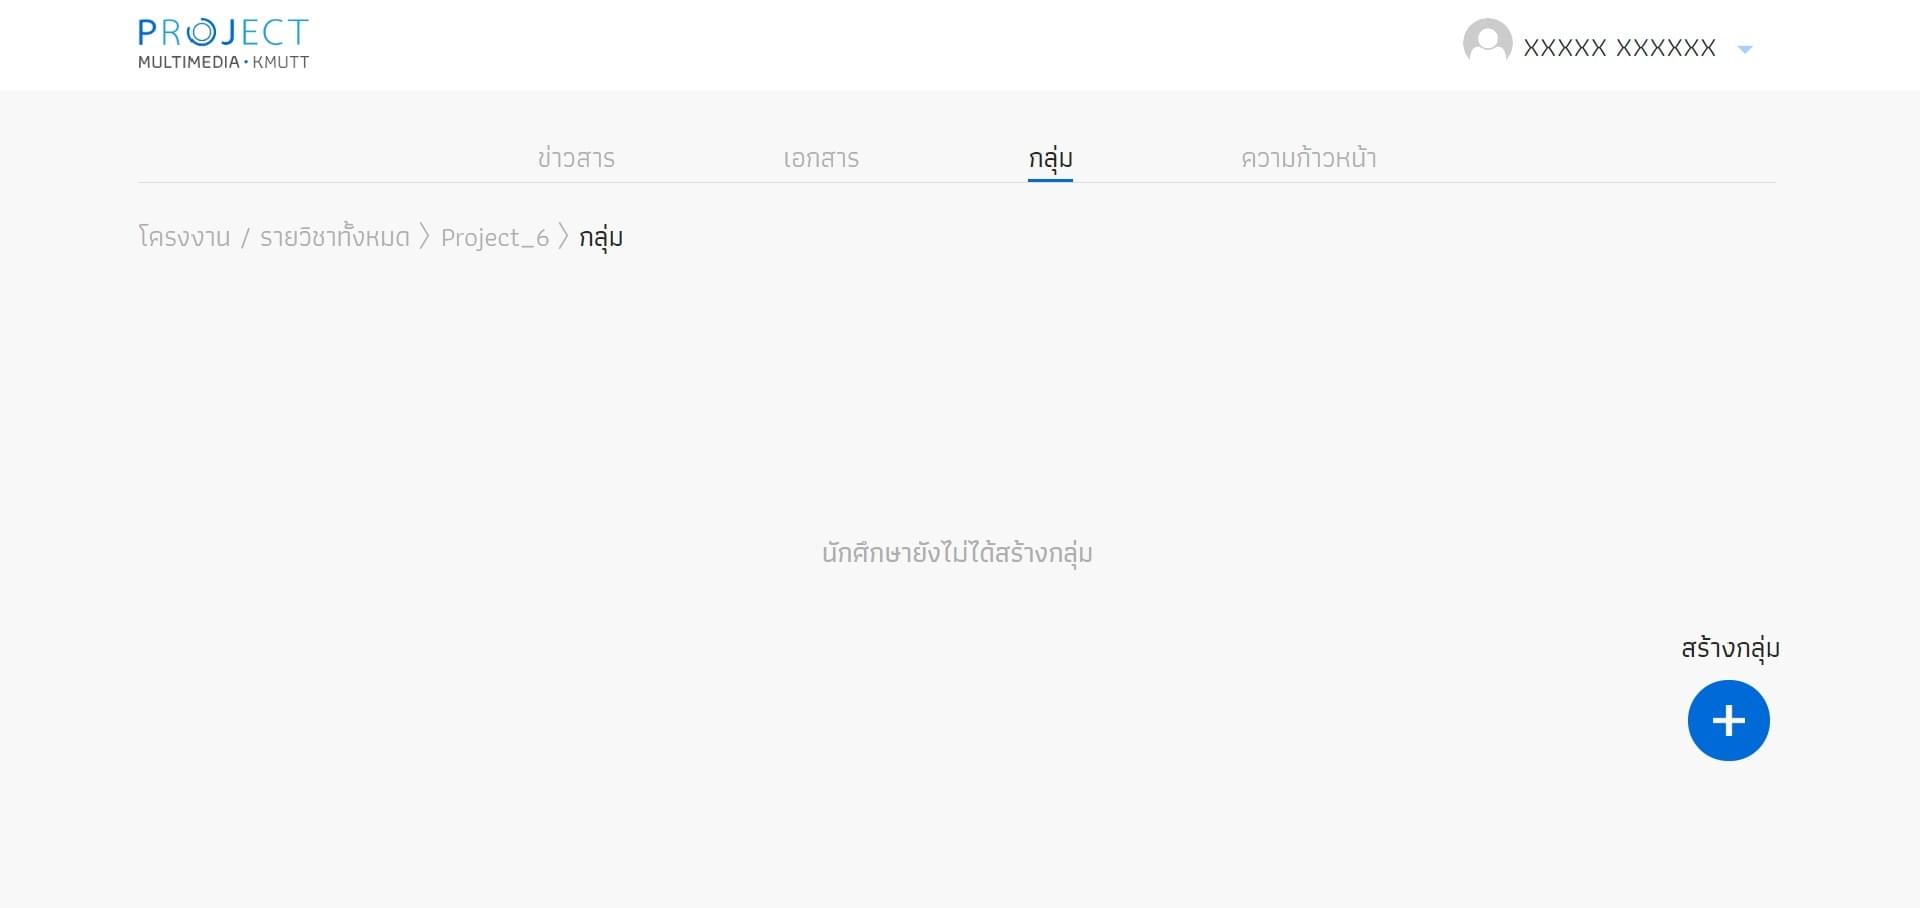 PROJECT
MULTIMEDIA • KMUTT
XXXXX XXXXXX
ข่าวสาร เอกสาร กลุ่ม ความก้าวหน้า
โครงงาน / รายวิชาทั้งหมด 〉 Project_6 〉 กลุ่ม
นักศึกษายังไม่ได้สร้างกลุ่ม
สร้างกลุ่ม